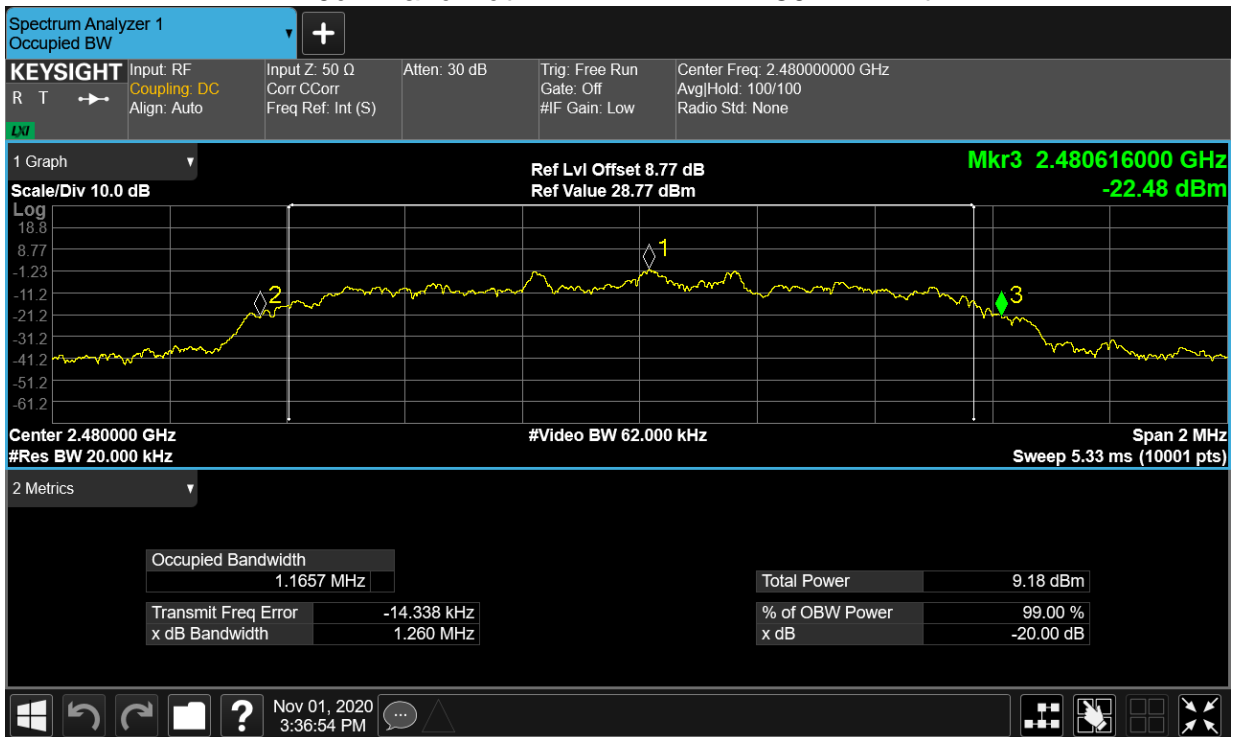 Spectrum Analyzer 1
Occupied BW
▼
+
KEYSIGHT
R T
LXI
Input: RF
Coupling: DC
Align: Auto
Input Z: 50 Ω
Corr CCorr
Freq Ref: Int (S)
Atten: 30 dB
Trig: Free Run
Gate: Off
#IF Gain: Low
Center Freq: 2.480000000 GHz
Avg|Hold: 100/100
Radio Std: None
1 Graph ▼
Scale/Div 10.0 dB
Ref Lvl Offset 8.77 dB
Ref Value 28.77 dBm
Mkr3 2.480616000 GHz
-22.48 dBm
Log
18.8
8.77
-1.23
-11.2
-21.2
-31.2
-41.2
-51.2
-61.2
1
2
3
Center 2.480000 GHz
#Res BW 20.000 kHz
#Video BW 62.000 kHz
Span 2 MHz
Sweep 5.33 ms (10001 pts)
2 Metrics ▼
Occupied Bandwidth
1.1657 MHz
Transmit Freq Error -14.338 kHz
x dB Bandwidth 1.260 MHz
Total Power 9.18 dBm
% of OBW Power 99.00 %
x dB -20.00 dB
?
Nov 01, 2020
3:36:54 PM